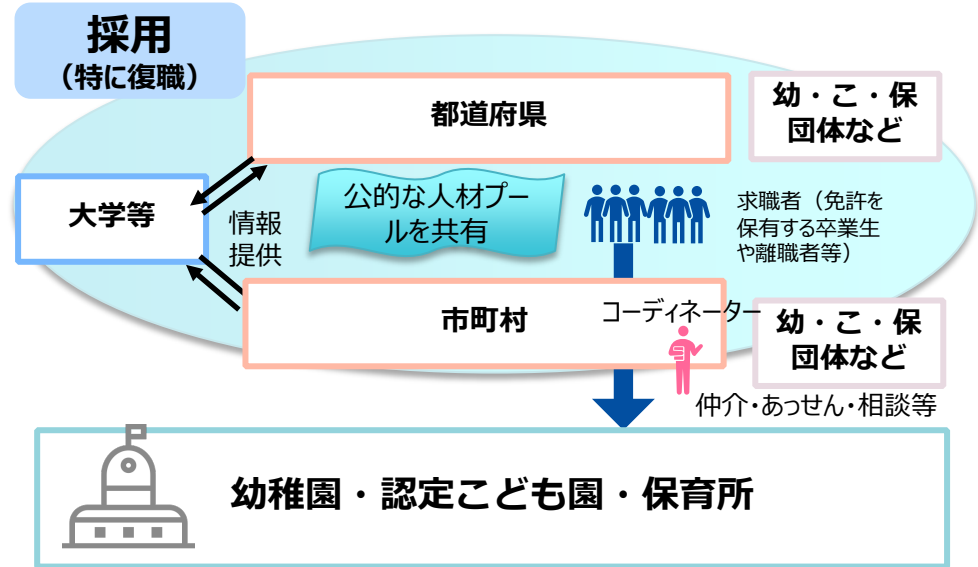 採用
（特に復職）
都道府県
幼・こ・保
団体など
大学等
情報
提供
公的な人材プー
ルを共有
求職者（免許を
保有する卒業生
や離職者等）
市町村
コーディネーター
幼・こ・保
団体など
仲介・あっせん・相談等
幼稚園・認定こども園・保育所